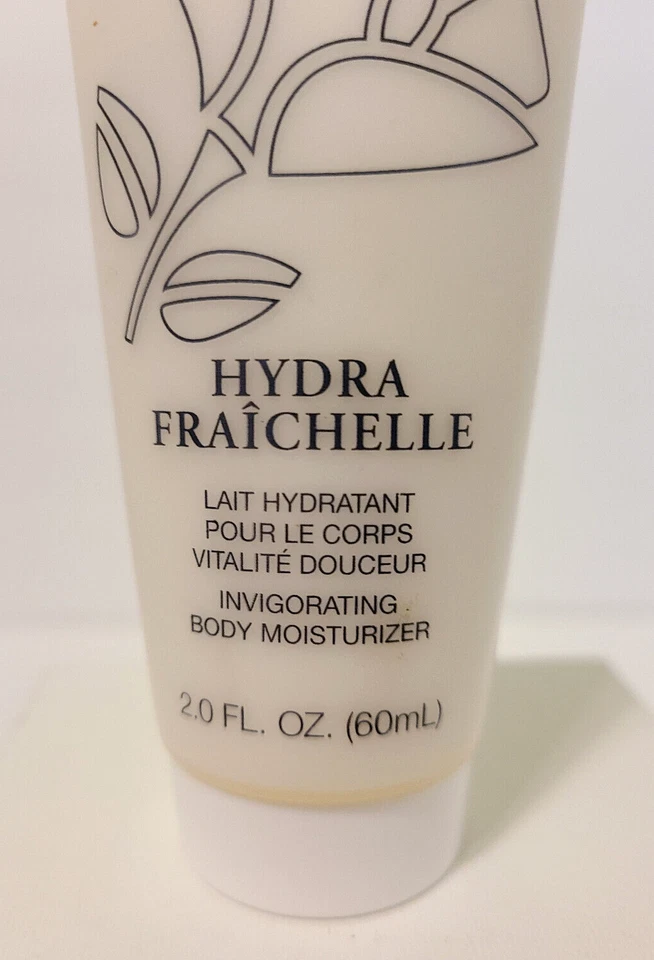 HYDRA
FRAÎCHELLE
LAIT HYDRATANT
POUR LE CORPS
VITALITÉ DOUCEUR
INVIGORATING
BODY MOISTURIZER
2.0 FL. OZ. (60mL)